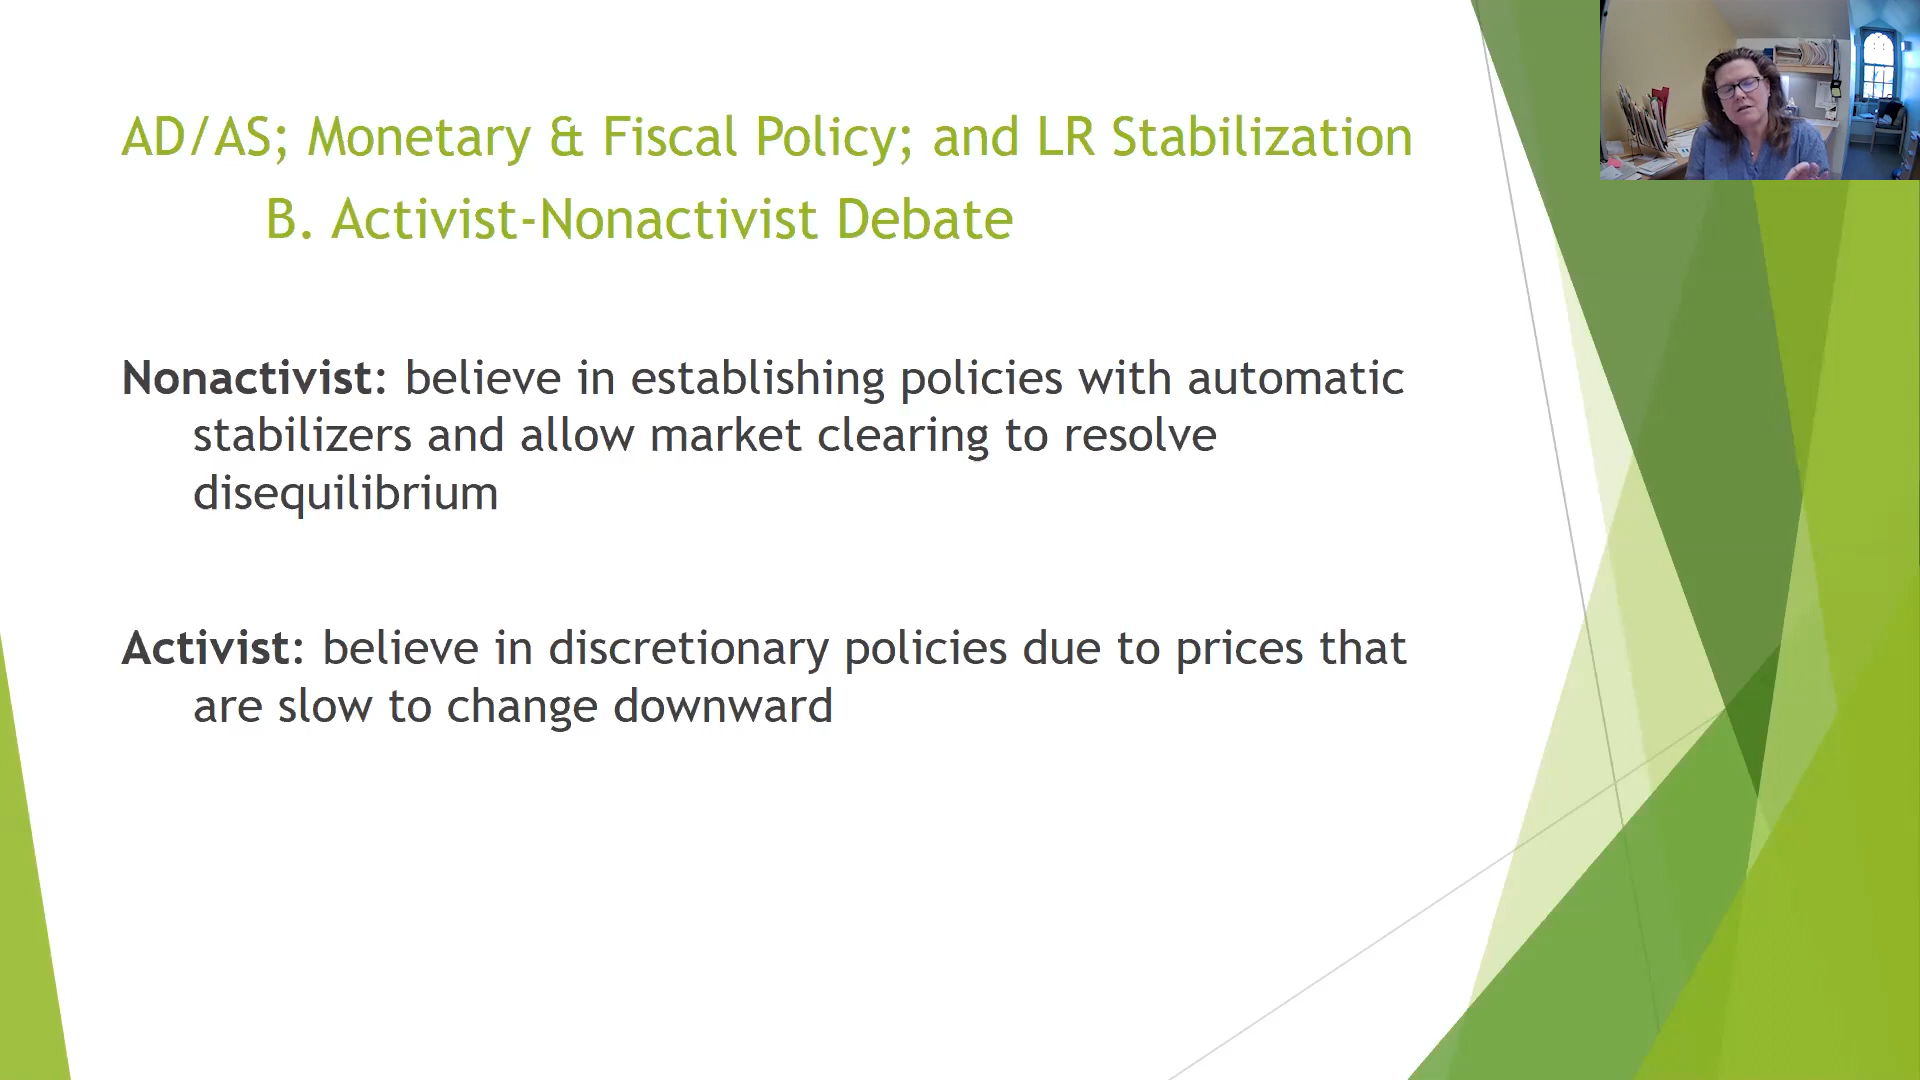 AD/AS; Monetary & Fiscal Policy; and LR Stabilization
B. Activist-Nonactivist Debate
Nonactivist: believe in establishing policies with automatic
stabilizers and allow market clearing to resolve
disequilibrium
Activist: believe in discretionary policies due to prices that
are slow to change downward